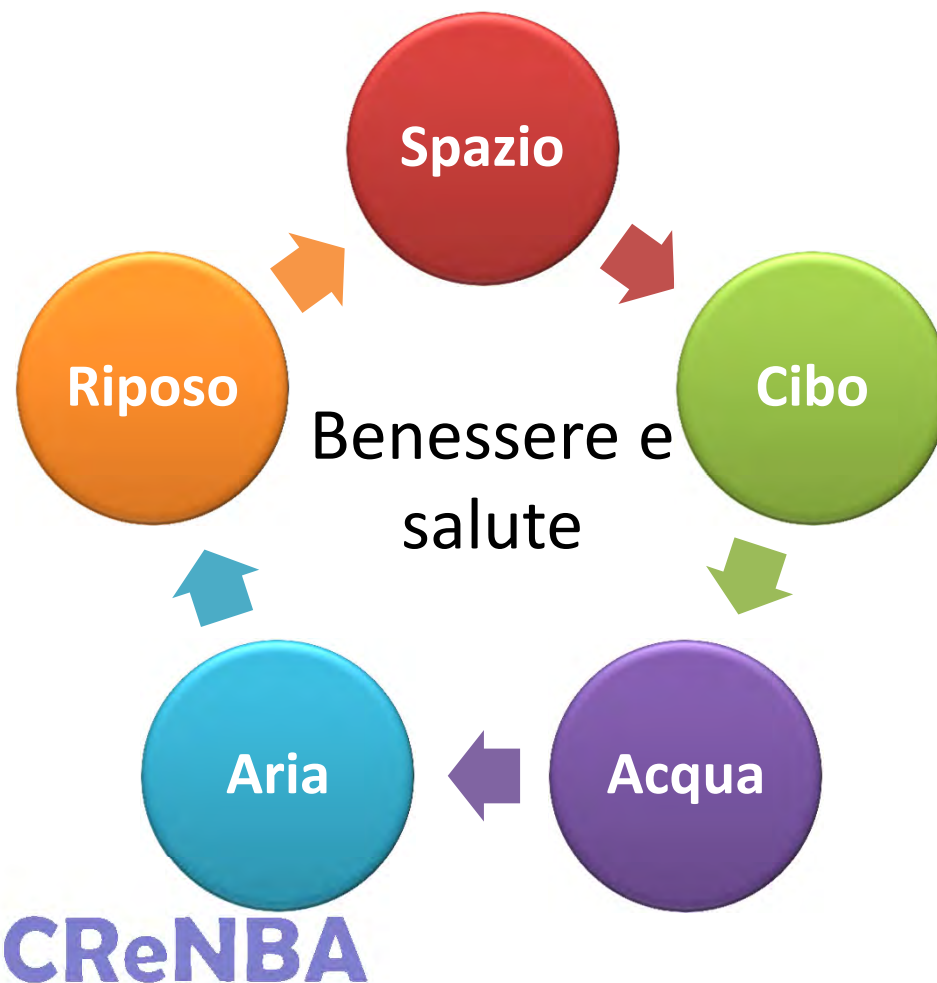 Spazio
Riposo
Cibo
Benessere e
salute
Aria
Acqua
CReNBA